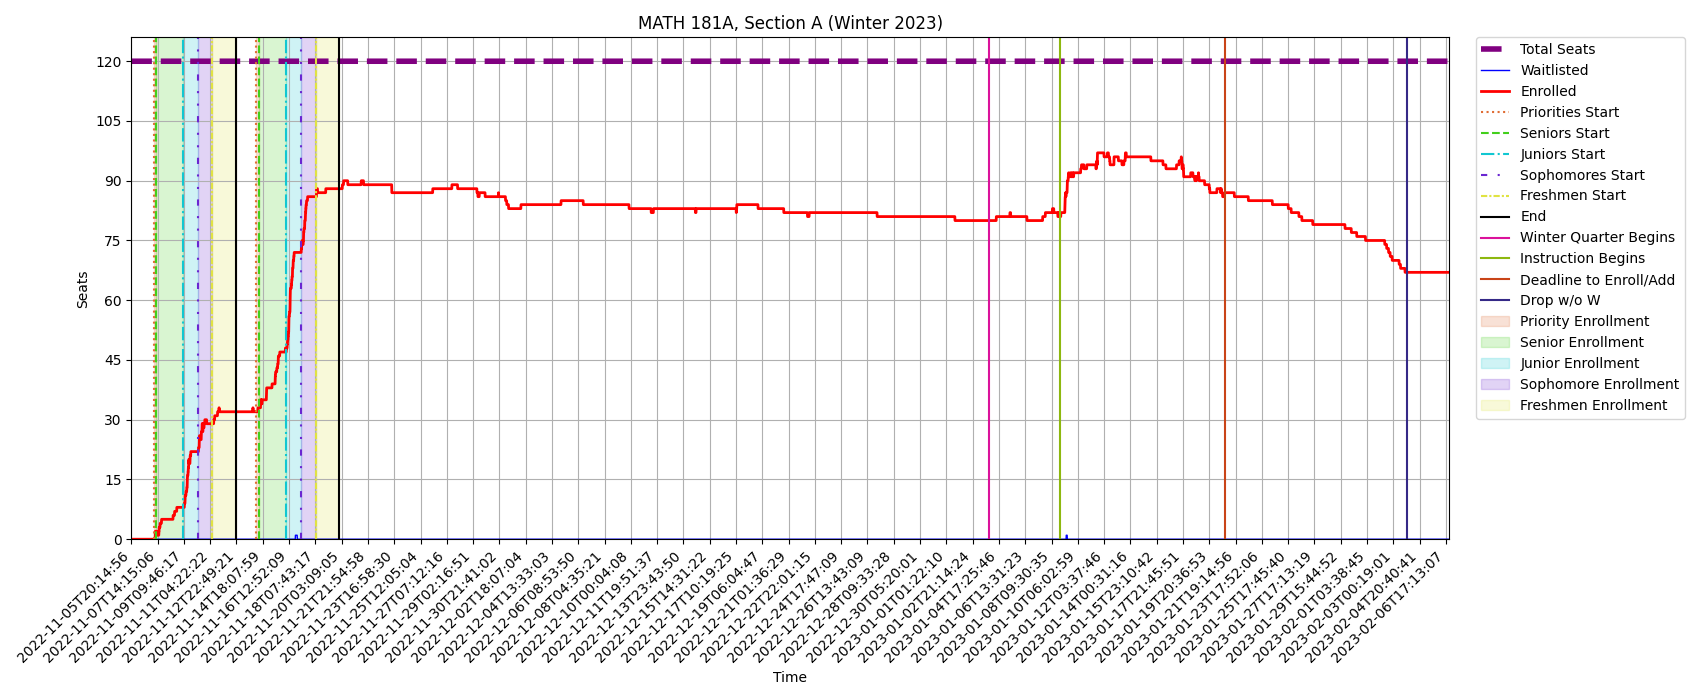 MATH 181A, Section A (Winter 2023)
Seats
120
105
90
75
60
45
30
15
0
2022-11-05T20:14:56
2022-11-07T14:15:06
2022-11-09T09:46:17
2022-11-11T04:22:22
2022-11-12T22:49:21
2022-11-14T18:07:59
2022-11-16T12:52:09
2022-11-18T07:43:17
2022-11-20T03:09:05
2022-11-21T21:54:58
2022-11-23T16:58:30
2022-11-25T12:05:04
2022-11-27T07:12:16
2022-11-29T02:16:51
2022-11-30T21:41:02
2022-12-02T18:07:04
2022-12-04T13:33:03
2022-12-06T08:53:50
2022-12-08T04:35:21
2022-12-10T00:04:08
2022-12-11T19:51:37
2022-12-13T23:43:50
2022-12-15T14:31:22
2022-12-17T10:19:25
2022-12-19T06:04:47
2022-12-21T01:36:29
2022-12-22T22:01:15
2022-12-24T17:47:09
2022-12-26T13:43:09
2022-12-28T09:33:28
2022-12-30T05:20:01
2023-01-01T01:22:10
2023-01-02T21:14:24
2023-01-04T17:25:46
2023-01-06T13:31:23
2023-01-08T09:30:35
2023-01-10T06:02:59
2023-01-12T03:37:46
2023-01-14T00:31:16
2023-01-15T23:10:42
2023-01-17T21:45:51
2023-01-19T20:36:53
2023-01-21T19:14:56
2023-01-23T17:52:06
2023-01-25T17:45:40
2023-01-27T17:13:19
2023-01-29T15:44:52
2023-02-01T03:38:45
2023-02-03T00:19:01
2023-02-04T20:40:41
2023-02-06T17:13:07
Time
Total Seats
Waitlisted
Enrolled
Priorities Start
Seniors Start
Juniors Start
Sophomores Start
Freshmen Start
End
Winter Quarter Begins
Instruction Begins
Deadline to Enroll/Add
Drop w/o W
Priority Enrollment
Senior Enrollment
Junior Enrollment
Sophomore Enrollment
Freshmen Enrollment